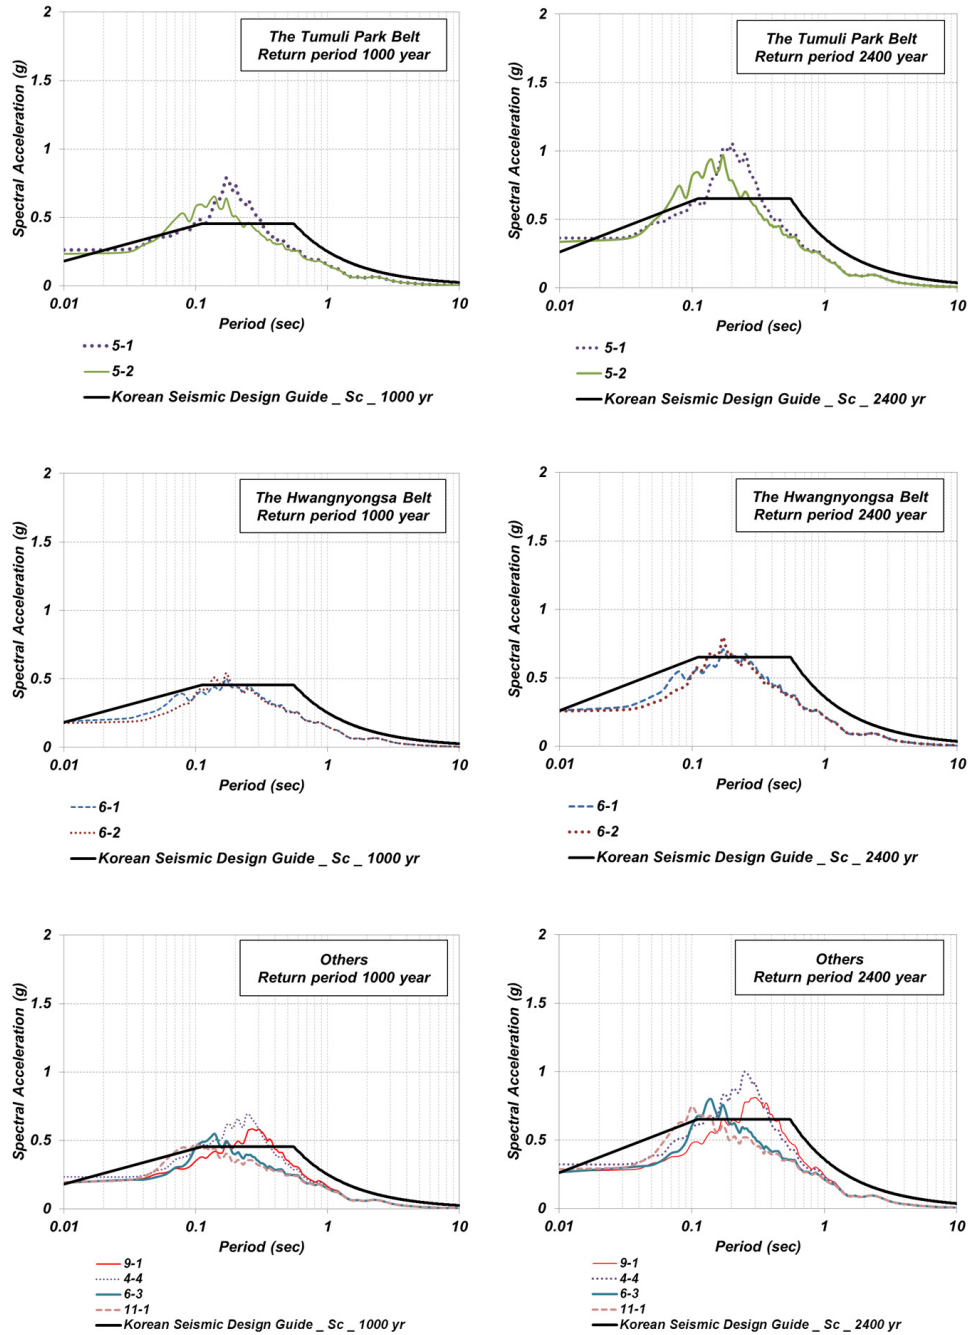 The Tumuli Park Belt
Return period 1000 year
Spectral Acceleration (g)
2
1.5
1
0.5
0
0.01
0.1
1
10
Period (sec)
5-1
5-2
Korean Seismic Design Guide _ Sc _ 1000 yr
The Tumuli Park Belt
Return period 2400 year
Spectral Acceleration (g)
2
1.5
1
0.5
0
0.01
0.1
1
10
Period (sec)
5-1
5-2
Korean Seismic Design Guide _ Sc _ 2400 yr
The Hwangnyongsa Belt
Return period 1000 year
Spectral Acceleration (g)
2
1.5
1
0.5
0
0.01
0.1
1
10
Period (sec)
6-1
6-2
Korean Seismic Design Guide _ Sc _ 1000 yr
The Hwangnyongsa Belt
Return period 2400 year
Spectral Acceleration (g)
2
1.5
1
0.5
0
0.01
0.1
1
10
Period (sec)
6-1
6-2
Korean Seismic Design Guide _ Sc _ 2400 yr
Others
Return period 1000 year
Spectral Acceleration (g)
2
1.5
1
0.5
0
0.01
0.1
1
10
Period (sec)
9-1
4-4
6-3
11-1
Korean Seismic Design Guide _ Sc _ 1000 yr
Others
Return period 2400 year
Spectral Acceleration (g)
2
1.5
1
0.5
0
0.01
0.1
1
10
Period (sec)
9-1
4-4
6-3
11-1
Korean Seismic Design Guide _ Sc _ 2400 yr